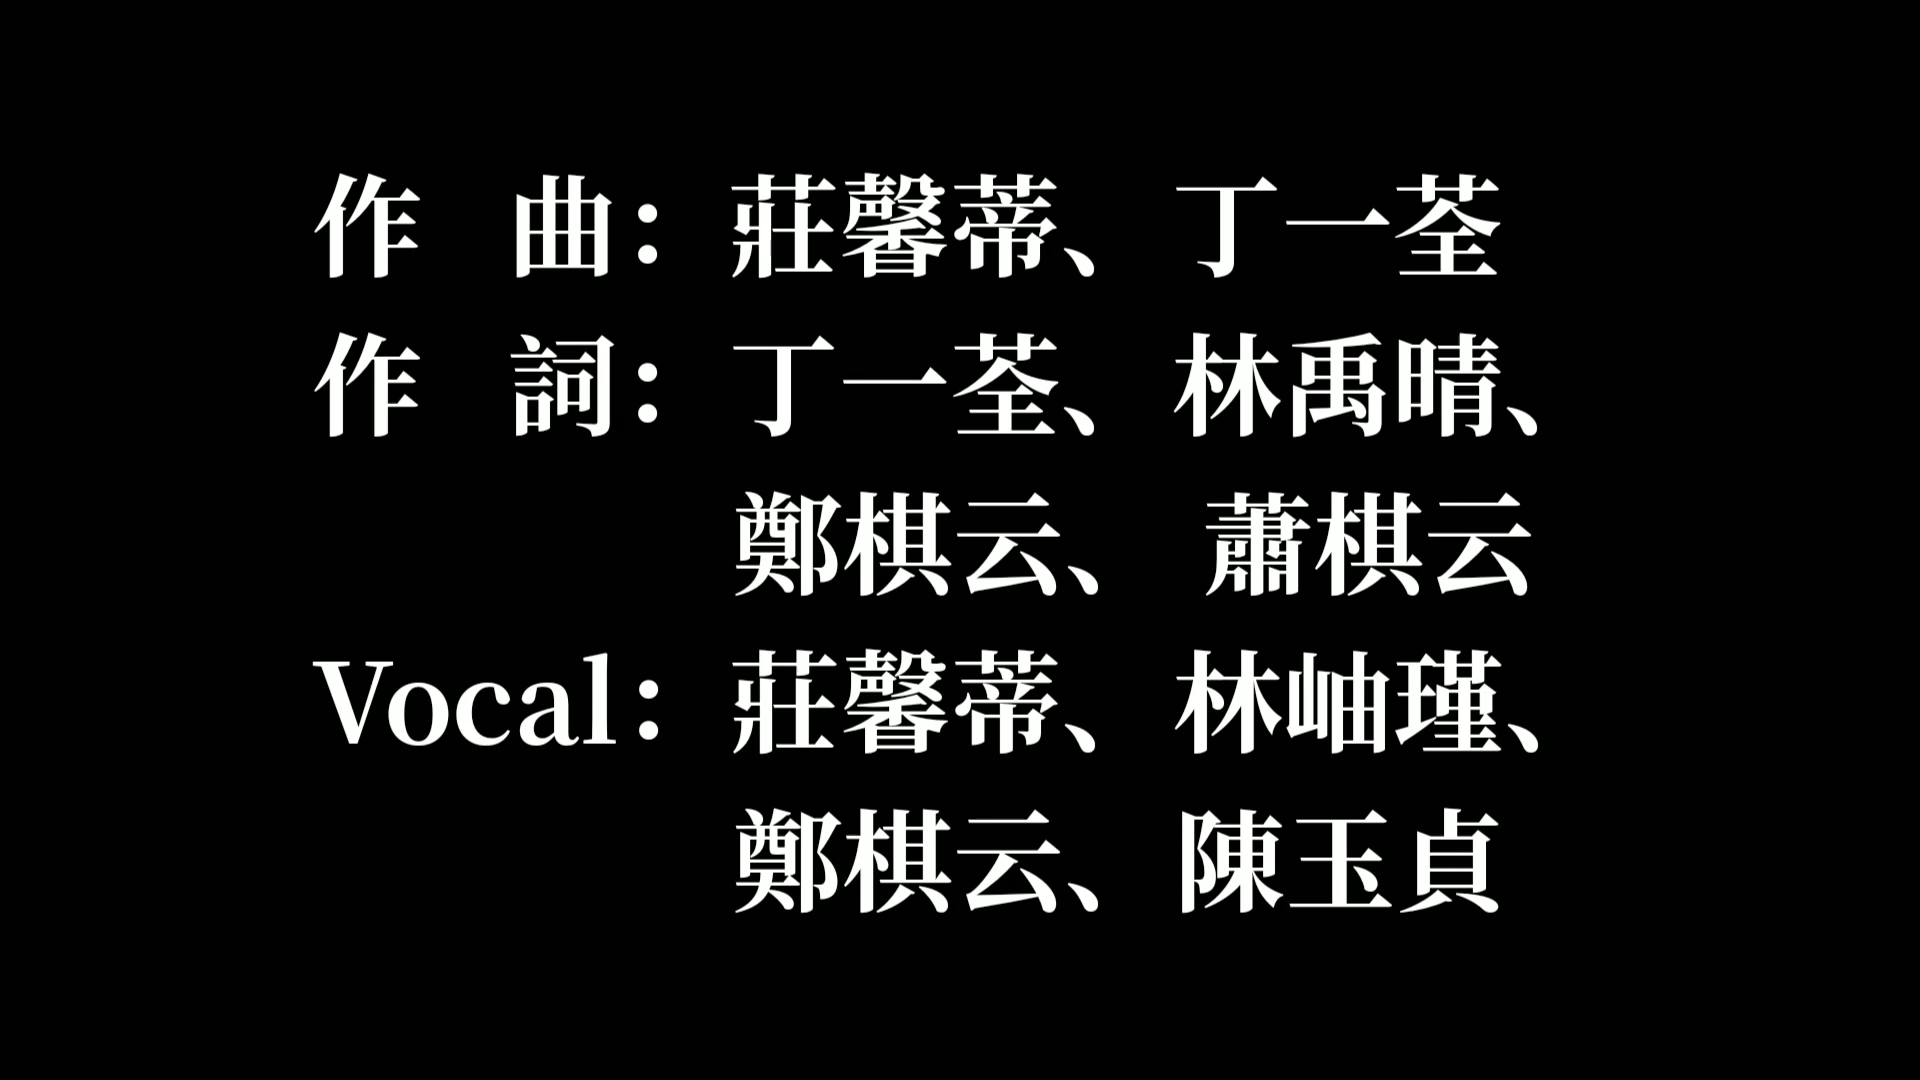 作 曲：莊馨蒂、丁一荃
作 詞：丁一荃、林禹晴、
鄭棋云、 蕭棋云
Vocal：莊馨蒂、林岫瑾、
鄭棋云、陳玉貞